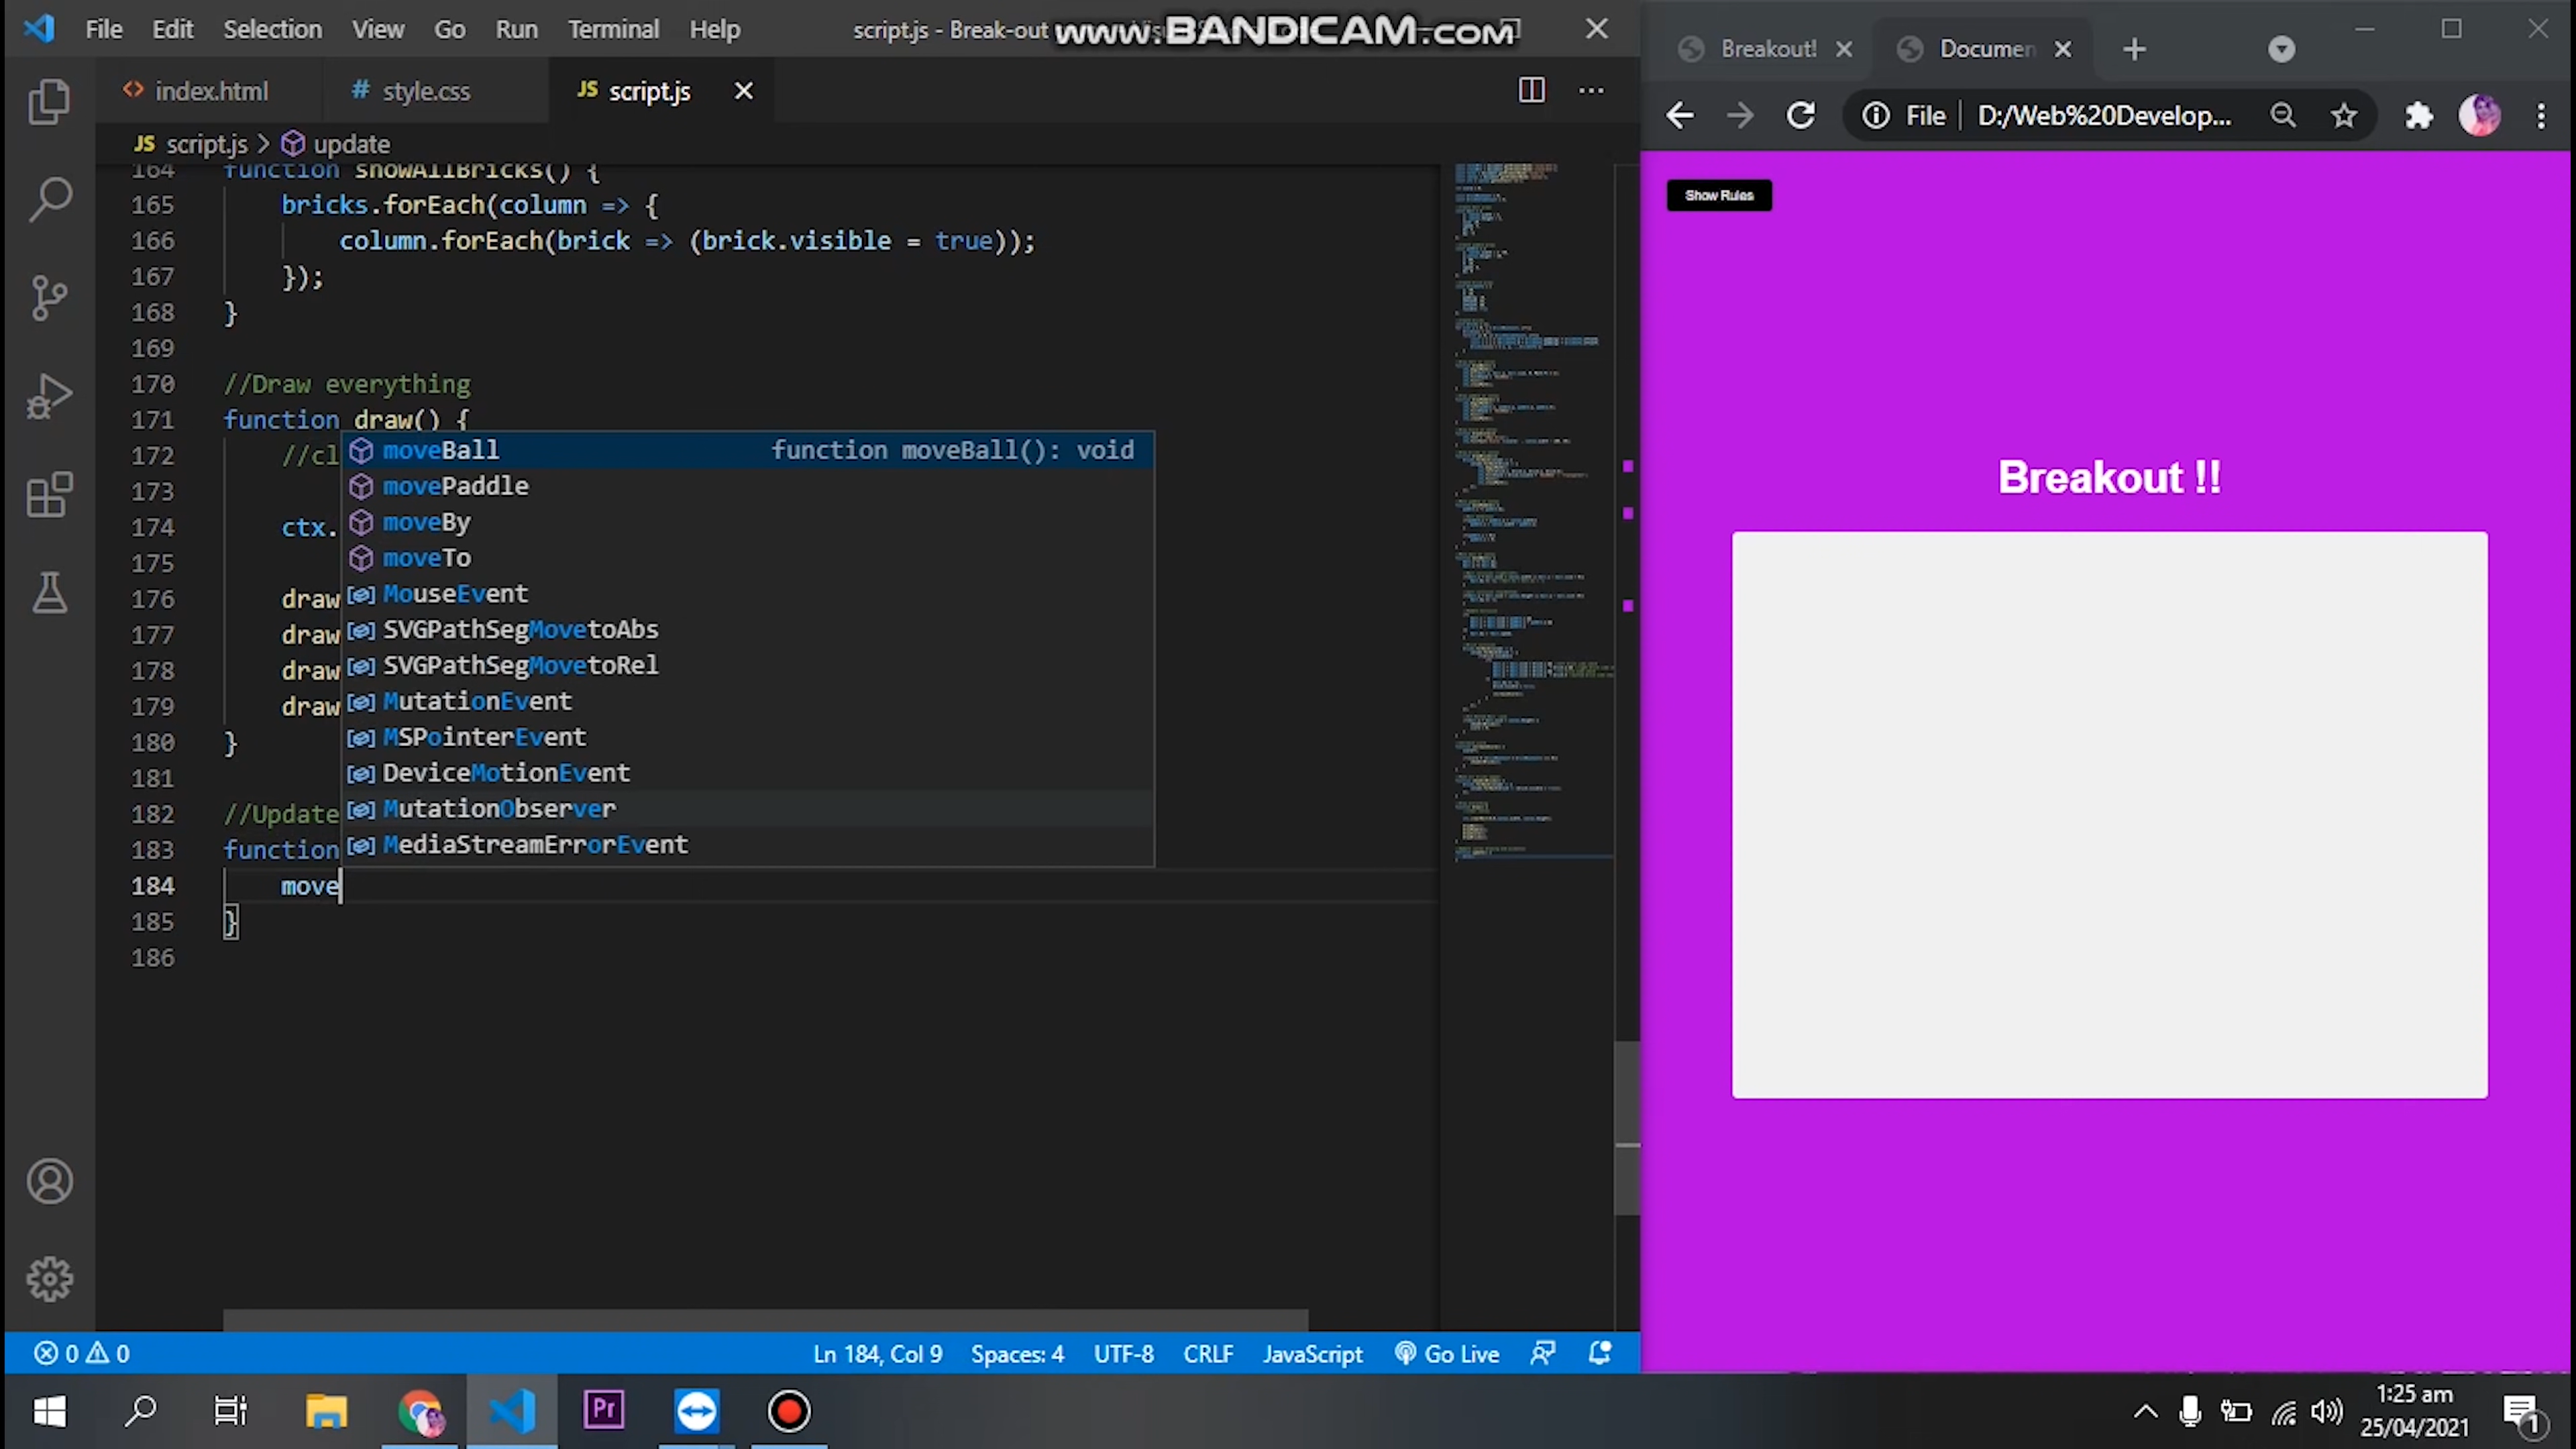 File Edit Selection View Go Run Terminal Help script.js - Break-out
www.BANDICAM.com
index.html style.css JS script.js
JS script.js > update
164 function showAllBricks() {
165 bricks.forEach(column => {
166 column.forEach(brick => (brick.visible = true));
167 });
168 }
169
170 //Draw everything
171 function draw() {
172 //cl
173
174 ctx.
175
176 draw
177 draw
178 draw
179 draw
180 }
181
182 //Update
183 function
184 move
185 }
186
moveBall function moveBall(): void
movePaddle
moveBy
moveTo
MouseEvent
SVGPathSegMovetoAbs
SVGPathSegMovetoRel
MutationEvent
MSPointerEvent
DeviceMotionEvent
MutationObserver
MediaStreamErrorEvent
0 0 Ln 184, Col 9 Spaces: 4 UTF-8 CRLF JavaScript Go Live
Breakout! Documen
File D:/Web%20Develop...
Show Rules
Breakout !!
Pr
1:25 am
25/04/2021
1